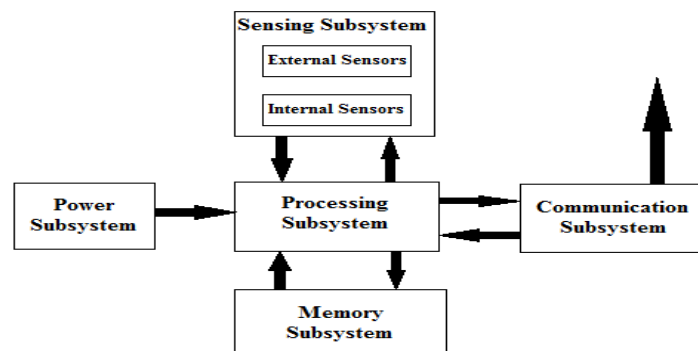 Sensing Subsystem
External Sensors
Internal Sensors
Power
Subsystem
Processing
Subsystem
Communication
Subsystem
Memory
Subsystem